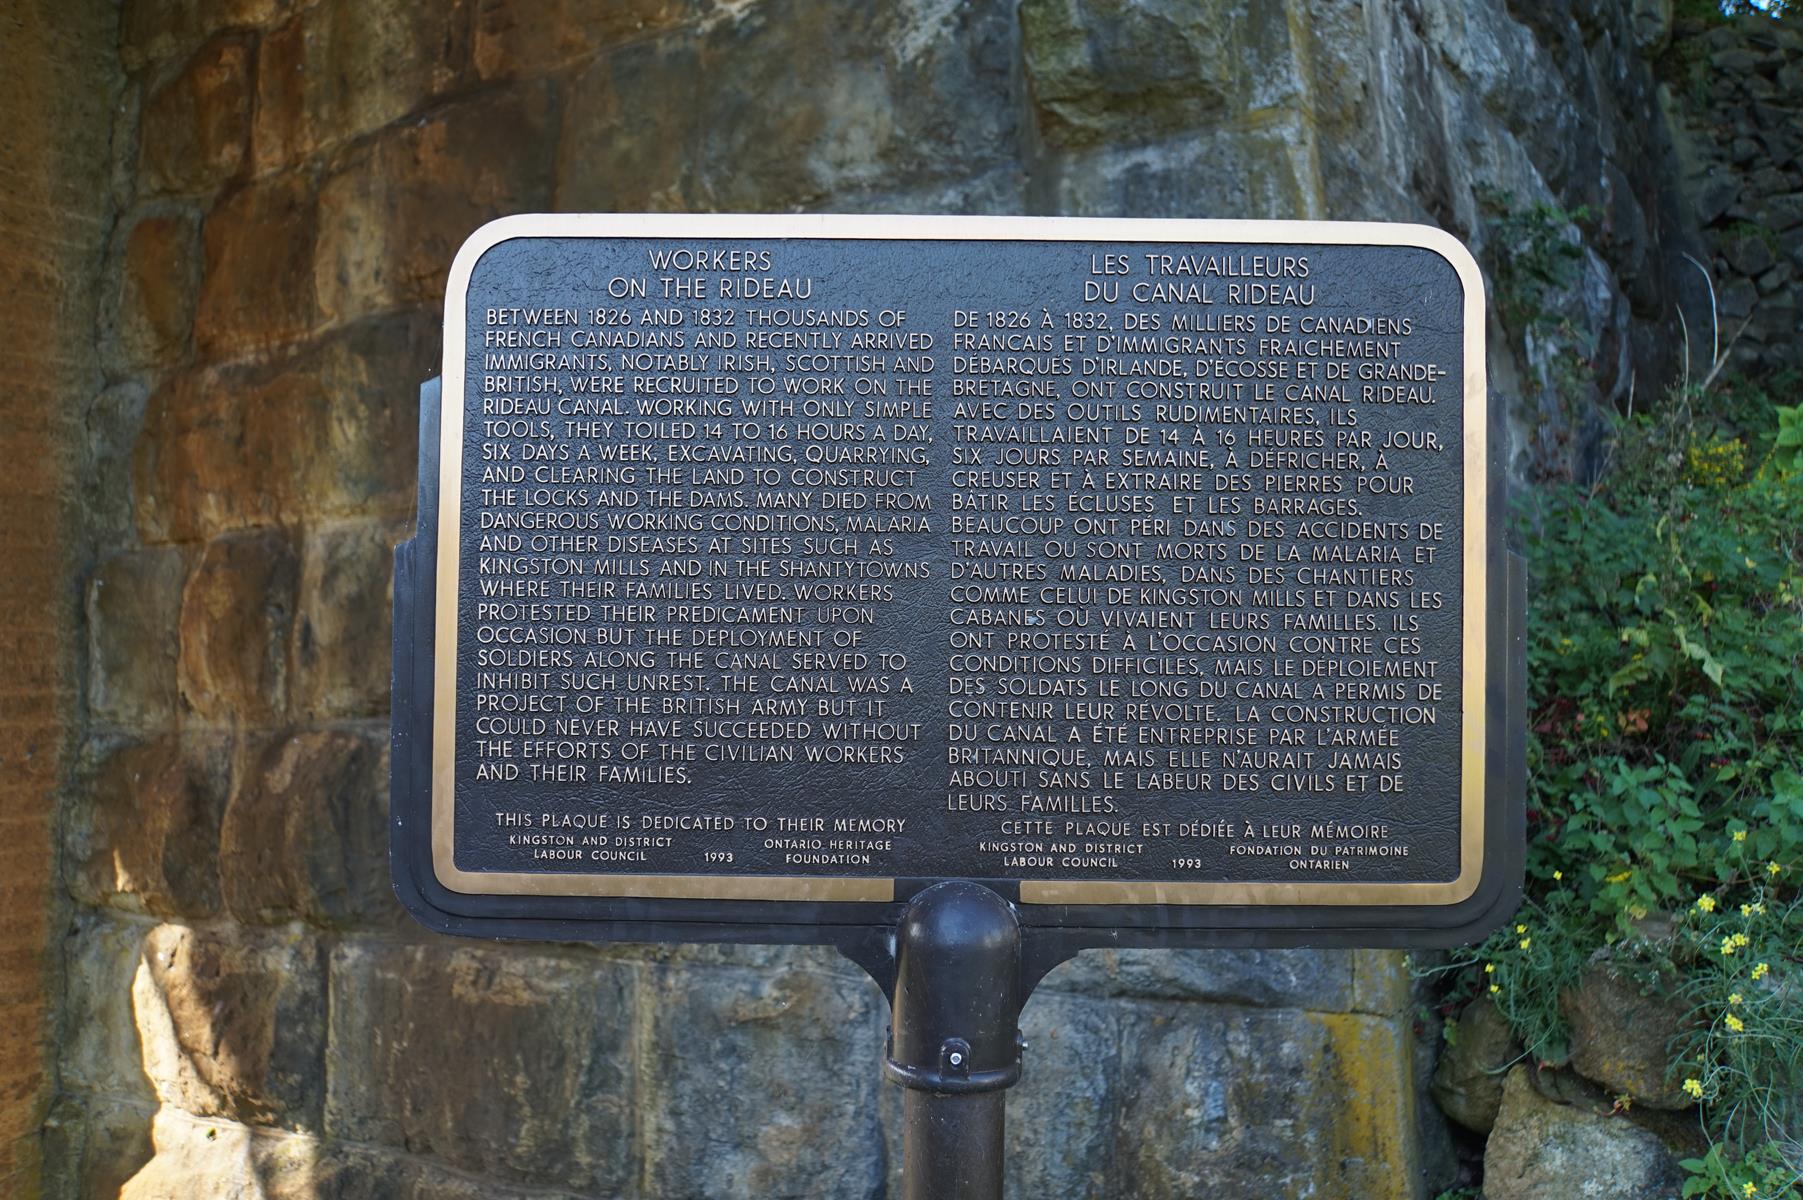 WORKERS
ON THE RIDEAU
BETWEEN 1826 AND 1832 THOUSANDS OF
FRENCH CANADIANS AND RECENTLY ARRIVED
IMMIGRANTS, NOTABLY IRISH, SCOTTISH AND
BRITISH, WERE RECRUITED TO WORK ON THE
RIDEAU CANAL. WORKING WITH ONLY SIMPLE
TOOLS, THEY TOILED 14 TO 16 HOURS A DAY,
SIX DAYS A WEEK, EXCAVATING, QUARRYING,
AND CLEARING THE LAND TO CONSTRUCT
THE LOCKS AND THE DAMS. MANY DIED FROM
DANGEROUS WORKING CONDITIONS, MALARIA
AND OTHER DISEASES AT SITES SUCH AS
KINGSTON MILLS AND IN THE SHANTYTOWNS
WHERE THEIR FAMILIES LIVED. WORKERS
PROTESTED THEIR PREDICAMENT UPON
OCCASION BUT THE DEPLOYMENT OF
SOLDIERS ALONG THE CANAL SERVED TO
INHIBIT SUCH UNREST. THE CANAL WAS A
PROJECT OF THE BRITISH ARMY BUT IT
COULD NEVER HAVE SUCCEEDED WITHOUT
THE EFFORTS OF THE CIVILIAN WORKERS
AND THEIR FAMILIES.
THIS PLAQUE IS DEDICATED TO THEIR MEMORY
KINGSTON AND DISTRICT
LABOUR COUNCIL
1993
ONTARIO HERITAGE
FOUNDATION
LES TRAVAILLEURS
DU CANAL RIDEAU
DE 1826 À 1832, DES MILLIERS DE CANADIENS
FRANCAIS ET D'IMMIGRANTS FRAICHEMENT
DÉBARQUÉS D'IRLANDE, D'ÉCOSSE ET DE GRANDE-
BRETAGNE, ONT CONSTRUIT LE CANAL RIDEAU.
AVEC DES OUTILS RUDIMENTAIRES, ILS
TRAVAILLAIENT DE 14 À 16 HEURES PAR JOUR,
SIX JOURS PAR SEMAINE, À DÉFRICHER, À
CREUSER ET À EXTRAIRE DES PIERRES POUR
BÂTIR LES ÉCLUSES ET LES BARRAGES.
BEAUCOUP ONT PÉRI DANS DES ACCIDENTS DE
TRAVAIL OU SONT MORTS DE LA MALARIA ET
D'AUTRES MALADIES, DANS DES CHANTIERS
COMME CELUI DE KINGSTON MILLS ET DANS LES
CABANES OÙ VIVAIENT LEURS FAMILLES. ILS
ONT PROTESTÉ À L'OCCASION CONTRE CES
CONDITIONS DIFFICILES, MAIS LE DÉPLOIEMENT
DES SOLDATS LE LONG DU CANAL A PERMIS DE
CONTENIR LEUR RÉVOLTE. LA CONSTRUCTION
DU CANAL A ÉTÉ ENTREPRISE PAR L'ARMÉE
BRITANNIQUE, MAIS ELLE N'AURAIT JAMAIS
ABOUTI SANS LE LABEUR DES CIVILS ET DE
LEURS FAMILLES.
CETTE PLAQUE EST DÉDIÉE À LEUR MÉMOIRE
KINGSTON AND DISTRICT
LABOUR COUNCIL
1993
FONDATION DU PATRIMOINE
ONTARIEN